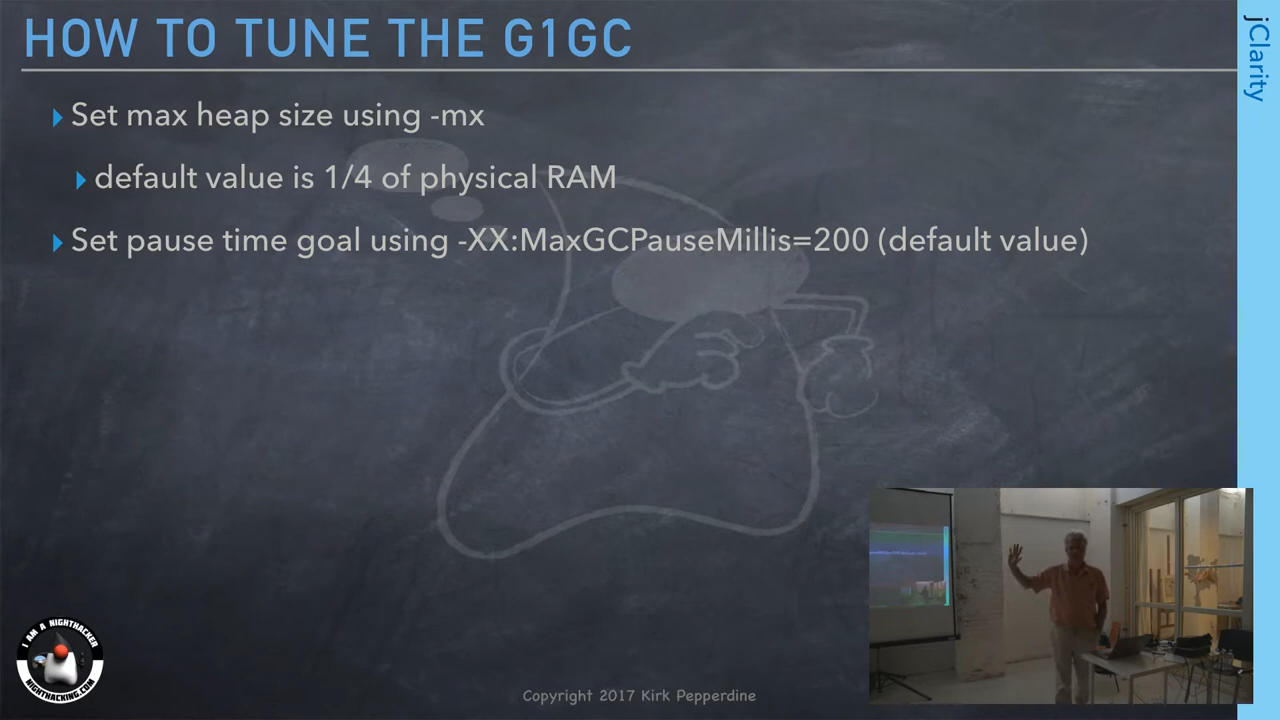 HOW TO TUNE THE G1GC
jClarity
Set max heap size using -mx
default value is 1/4 of physical RAM
Set pause time goal using -XX:MaxGCPauseMillis=200 (default value)
I AM A NIGHTHACKER
NIGHTHACKING.COM
Copyright 2017 Kirk Pepperdine